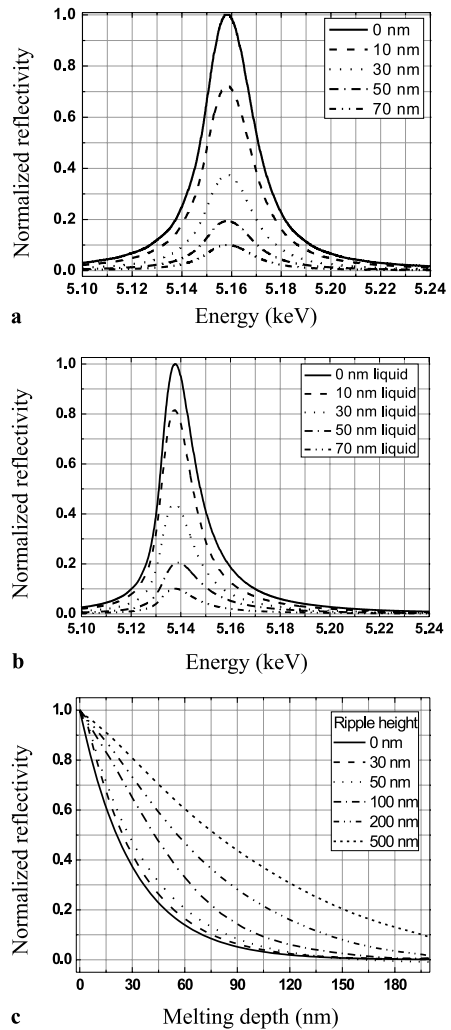 Normalized reflectivity
1.0
0.8
0.6
0.4
0.2
0.0
0 nm
10 nm
30 nm
50 nm
70 nm
5.10 5.12 5.14 5.16 5.18 5.20 5.22 5.24
a
Energy (keV)
Normalized reflectivity
1.0
0.8
0.6
0.4
0.2
0.0
0 nm liquid
10 nm liquid
30 nm liquid
50 nm liquid
70 nm liquid
5.10 5.12 5.14 5.16 5.18 5.20 5.22 5.24
b
Energy (keV)
Normalized reflectivity
1.0
0.8
0.6
0.4
0.2
0.0
Ripple height
0 nm
30 nm
50 nm
100 nm
200 nm
500 nm
0 30 60 90 120 150 180
c
Melting depth (nm)